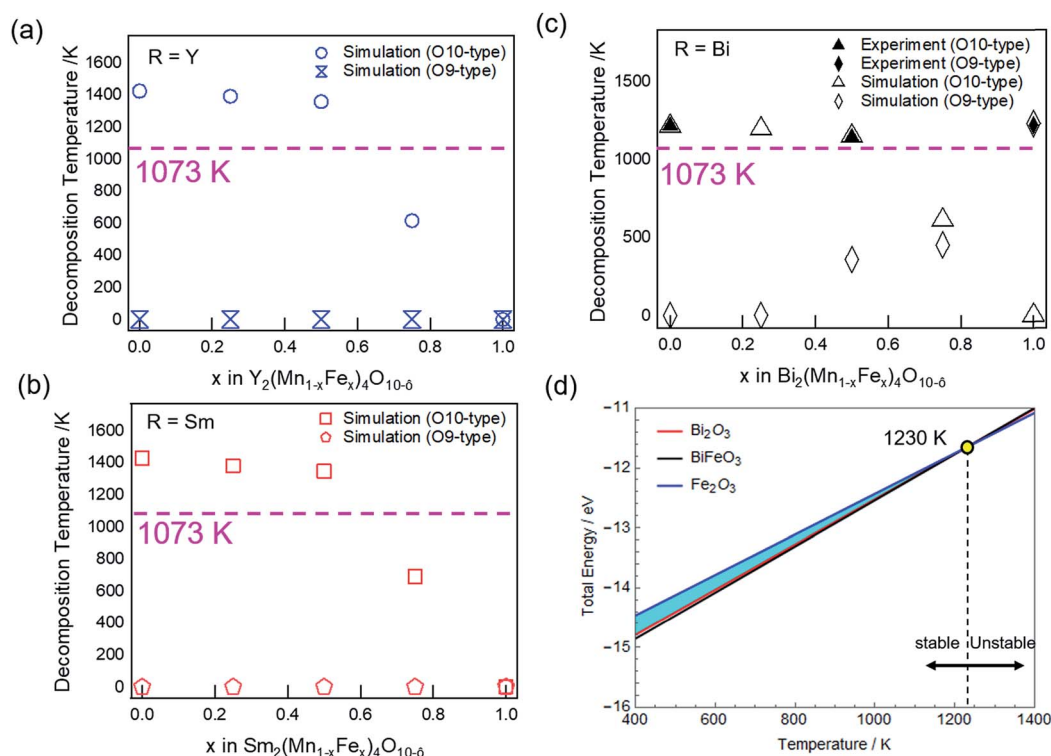 (a)
R = Y
Simulation (O10-type)
Simulation (O9-type)
1600
1400
1200
1000
800
600
400
200
0
1073 K
Decomposition Temperature /K
0.0 0.2 0.4 0.6 0.8 1.0
x in Y2(Mn1-xFex)4O10-δ
(b)
R = Sm
Simulation (O10-type)
Simulation (O9-type)
1600
1400
1200
1000
800
600
400
200
0
1073 K
Decomposition Temperature /K
0.0 0.2 0.4 0.6 0.8 1.0
x in Sm2(Mn1-xFex)4O10-δ
(c)
R = Bi
Experiment (O10-type)
Experiment (O9-type)
Simulation (O10-type)
Simulation (O9-type)
1500
1000
500
0
1073 K
Decomposition Temperature /K
0.0 0.2 0.4 0.6 0.8 1.0
x in Bi2(Mn1-xFex)4O10-δ
(d)
Bi2O3
BiFeO3
Fe2O3
1230 K
−11
−12
−13
−14
−15
−16
Total Energy / eV
stable Unstable
400 600 800 1000 1200 1400
Temperature / K